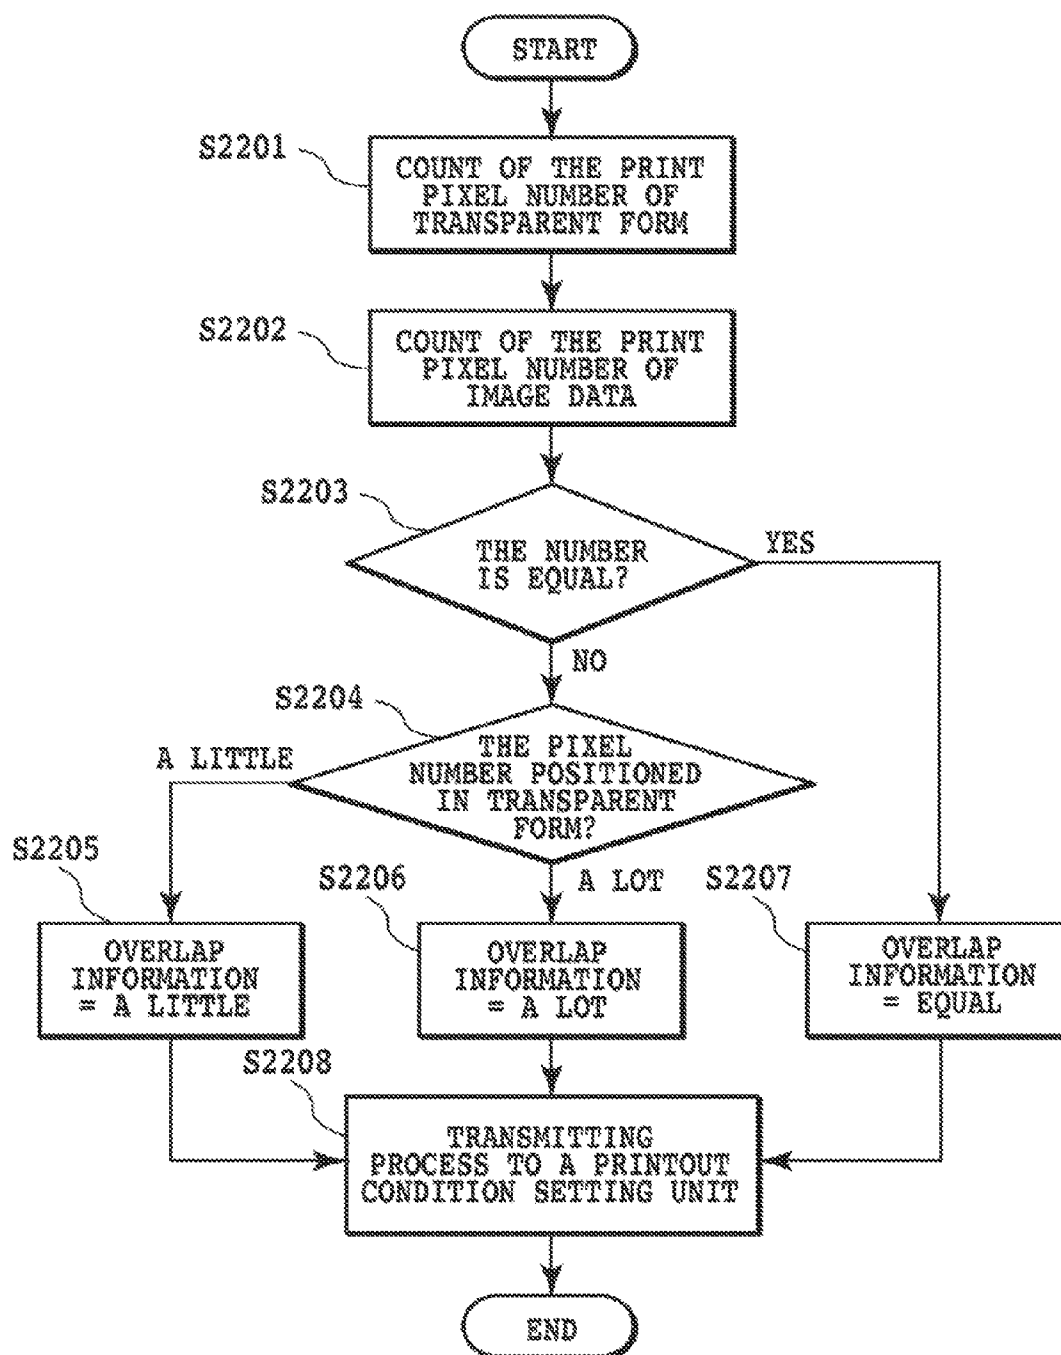 START
S2201
COUNT OF THE PRINT
PIXEL NUMBER OF
TRANSPARENT FORM
S2202
COUNT OF THE PRINT
PIXEL NUMBER OF
IMAGE DATA
S2203
THE NUMBER
IS EQUAL?
YES
NO
S2204
THE PIXEL
NUMBER POSITIONED
IN TRANSPARENT
FORM?
A LITTLE
A LOT
S2205
OVERLAP
INFORMATION
= A LITTLE
S2206
OVERLAP
INFORMATION
= A LOT
S2207
OVERLAP
INFORMATION
= EQUAL
S2208
TRANSMITTING
PROCESS TO A PRINTOUT
CONDITION SETTING UNIT
END